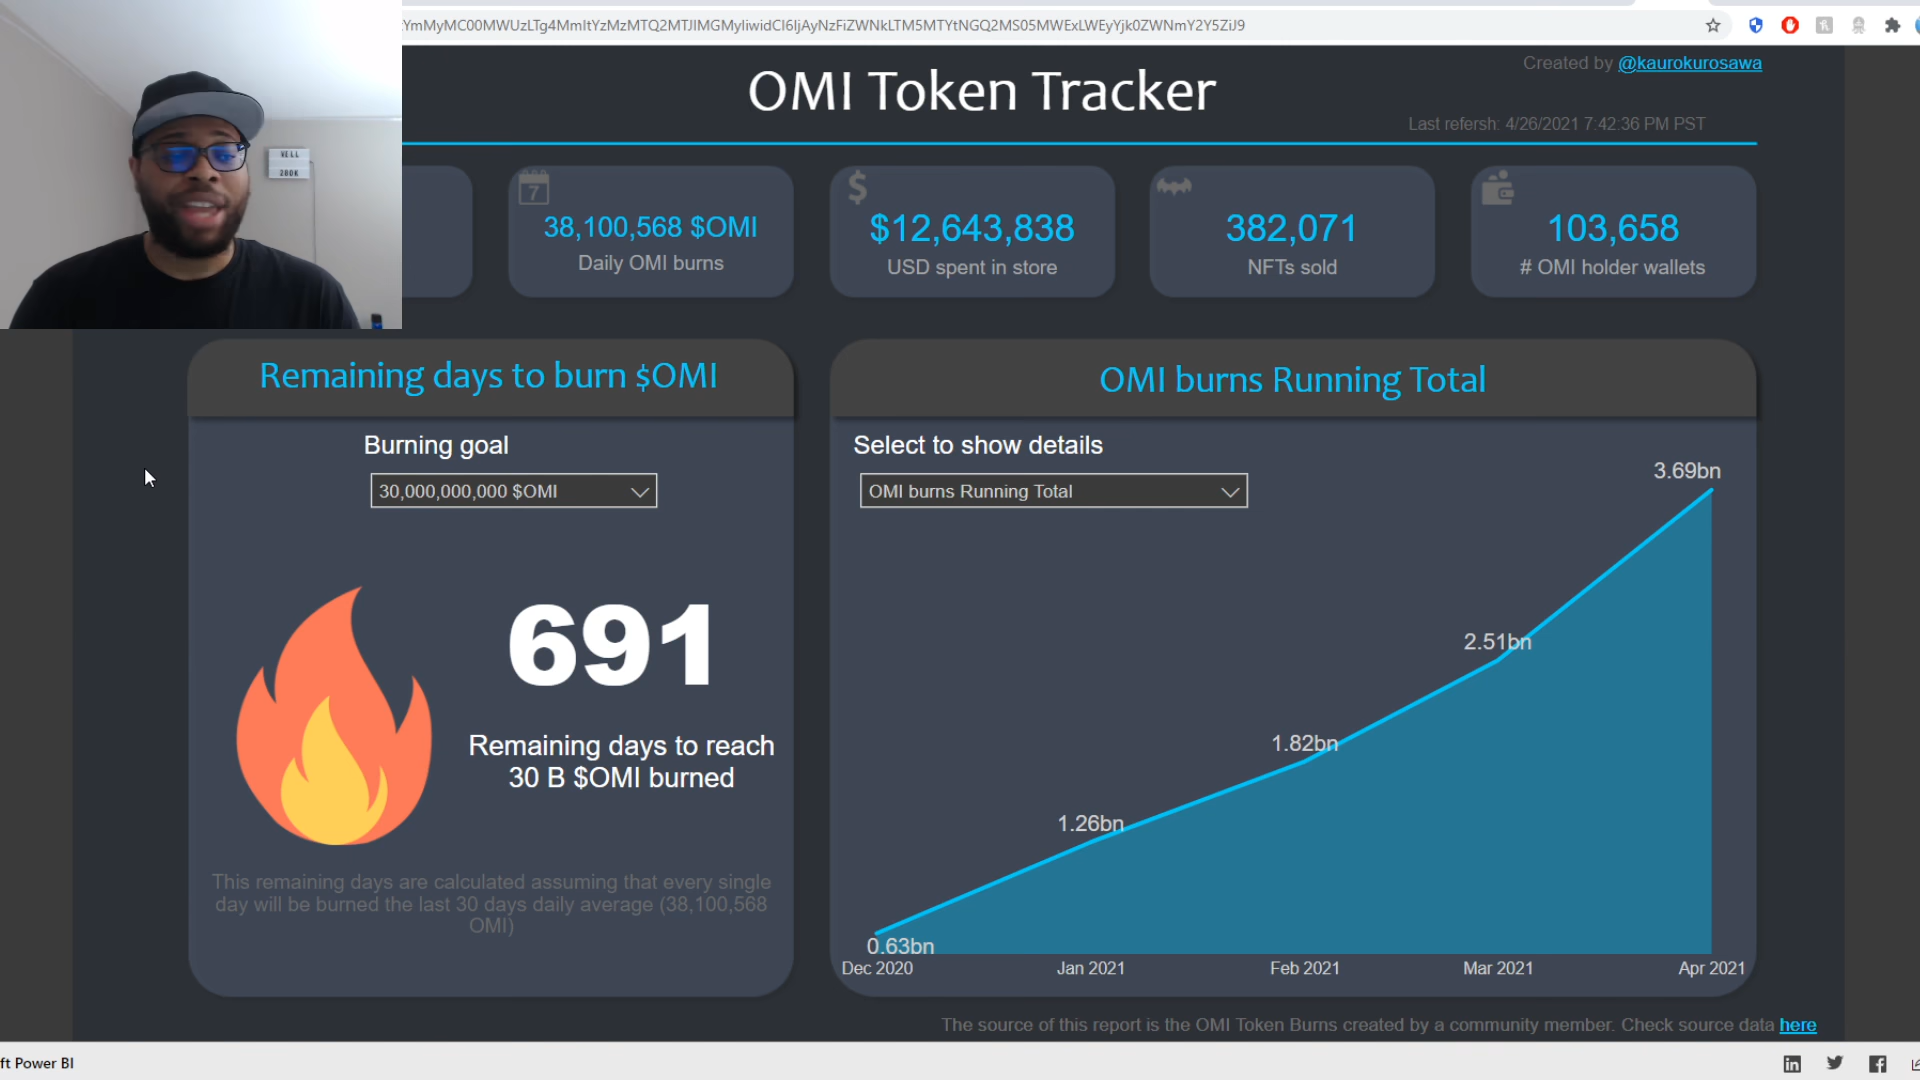 YmMyMC00MWUzLTg4MmItYzMzMTQ2MTJlMGMyIiwidCI6IjAyNzFiZWNkLTM5MTYtNGQ2MS05MWExLWEyYjk0ZWNmY2Y5ZiJ9
OMI Token Tracker
Created by @kaurokurosawa
Last refersh: 4/26/2021 7:42:36 PM PST
VELL
200K
7
38,100,568 $OMI
Daily OMI burns
$
$12,643,838
USD spent in store
382,071
NFTs sold
103,658
# OMI holder wallets
Remaining days to burn $OMI
Burning goal
30,000,000,000 $OMI
691
Remaining days to reach
30 B $OMI burned
This remaining days are calculated assuming that every single
day will be burned the last 30 days daily average (38,100,568
OMI)
OMI burns Running Total
Select to show details
OMI burns Running Total
3.69bn
2.51bn
1.82bn
1.26bn
0.63bn
Dec 2020
Jan 2021
Feb 2021
Mar 2021
Apr 2021
The source of this report is the OMI Token Burns created by a community member. Check source data here
ft Power BI